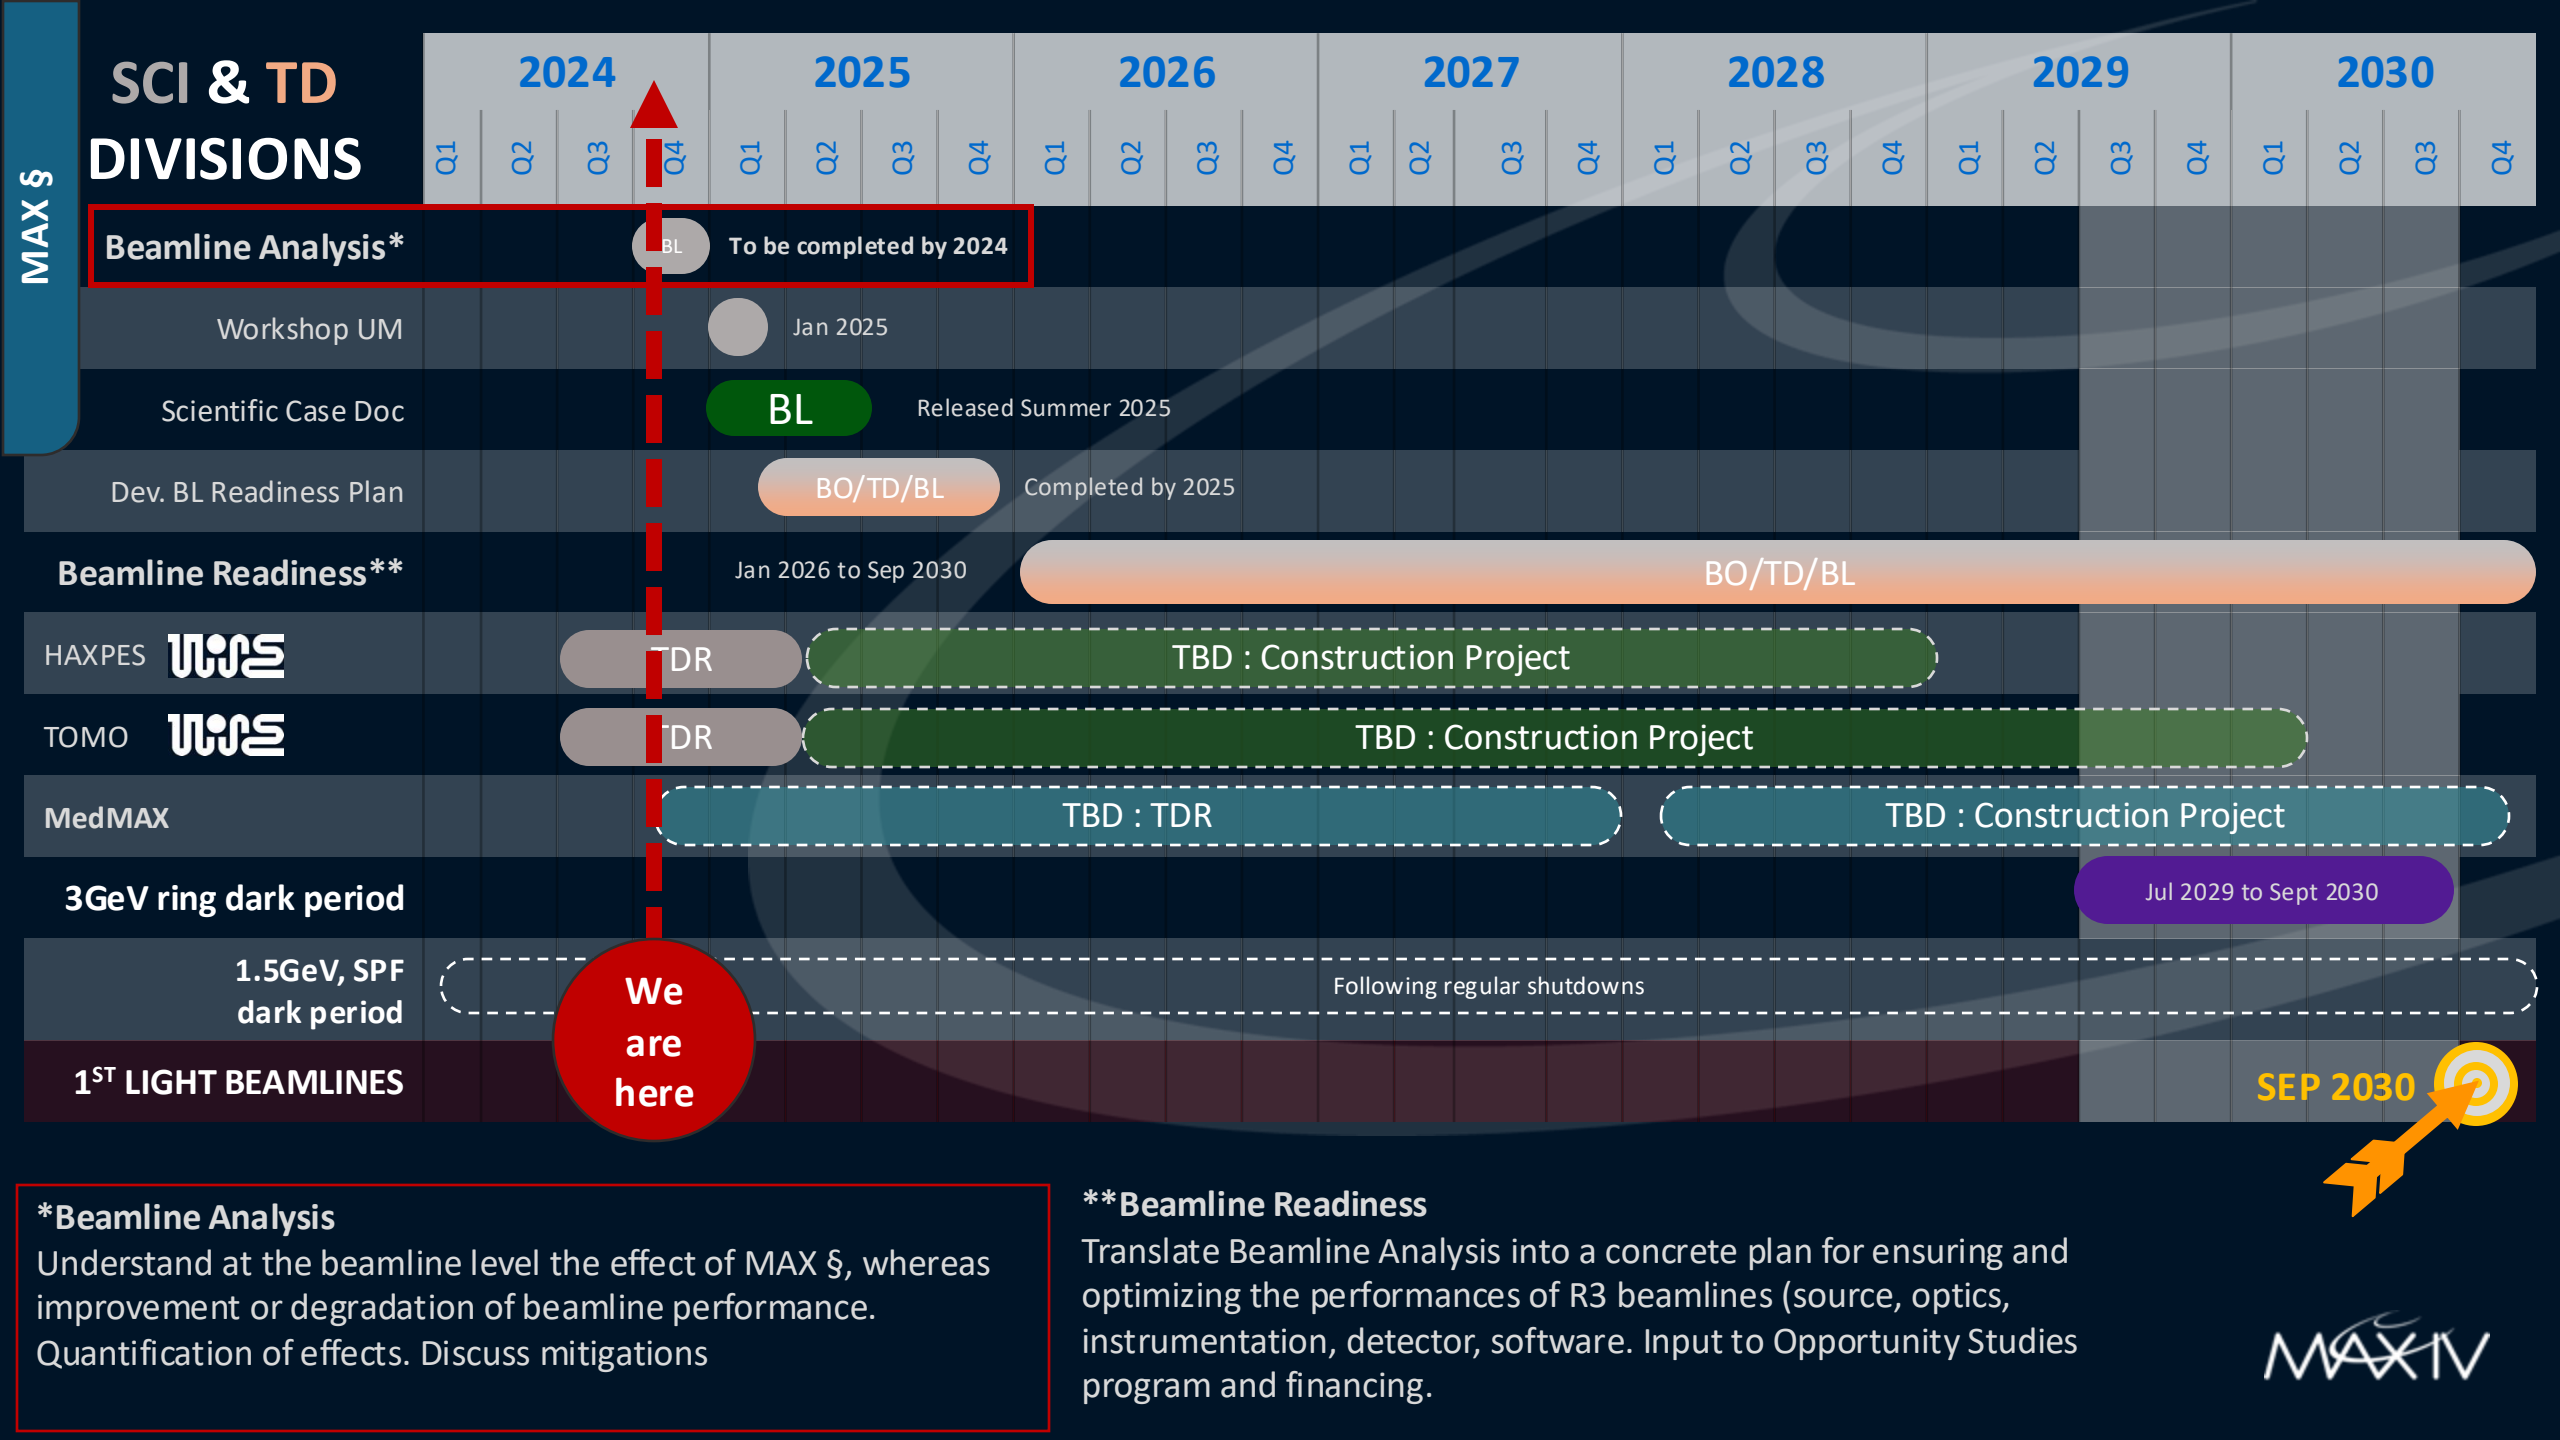 MAX §
SCI & TD
DIVISIONS
2024 2025 2026 2027 2028 2029 2030
Q1 Q2 Q3 Q4 Q1 Q2 Q3 Q4 Q1 Q2 Q3 Q4 Q1 Q2 Q3 Q4 Q1 Q2 Q3 Q4 Q1 Q2 Q3 Q4 Q1 Q2 Q3 Q4
Beamline Analysis* BL To be completed by 2024
Workshop UM Jan 2025
Scientific Case Doc BL Released Summer 2025
Dev. BL Readiness Plan BO/TD/BL Completed by 2025
Beamline Readiness** Jan 2026 to Sep 2030 BO/TD/BL
HAXPES TDR TBD : Construction Project
TOMO TDR TBD : Construction Project
MedMAX TBD : TDR TBD : Construction Project
3GeV ring dark period Jul 2029 to Sept 2030
1.5GeV, SPF
dark period
Following regular shutdowns
We
are
here
1ST LIGHT BEAMLINES SEP 2030
*Beamline Analysis
Understand at the beamline level the effect of MAX §, whereas
improvement or degradation of beamline performance.
Quantification of effects. Discuss mitigations
**Beamline Readiness
Translate Beamline Analysis into a concrete plan for ensuring and
optimizing the performances of R3 beamlines (source, optics,
instrumentation, detector, software. Input to Opportunity Studies
program and financing.
MAX IV